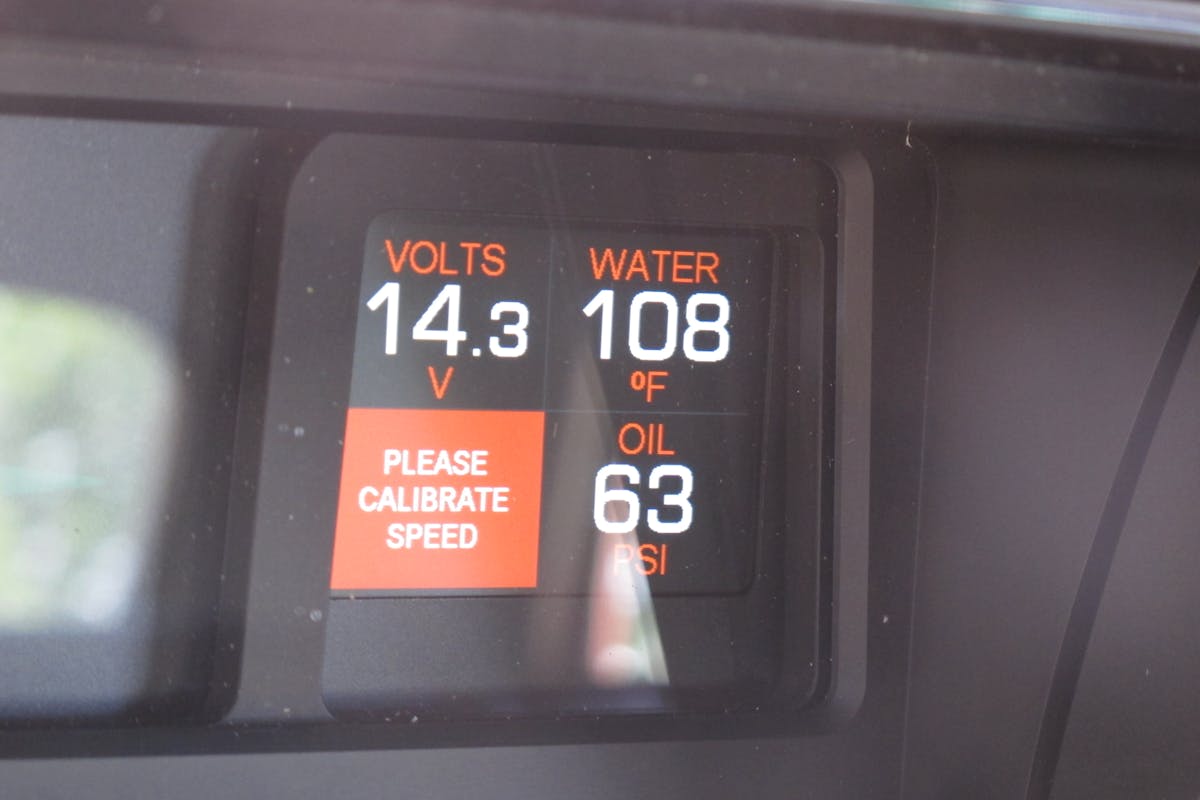 VOLTS
14.3
V
WATER
108
ºF
PLEASE
CALIBRATE
SPEED
OIL
63
PSI